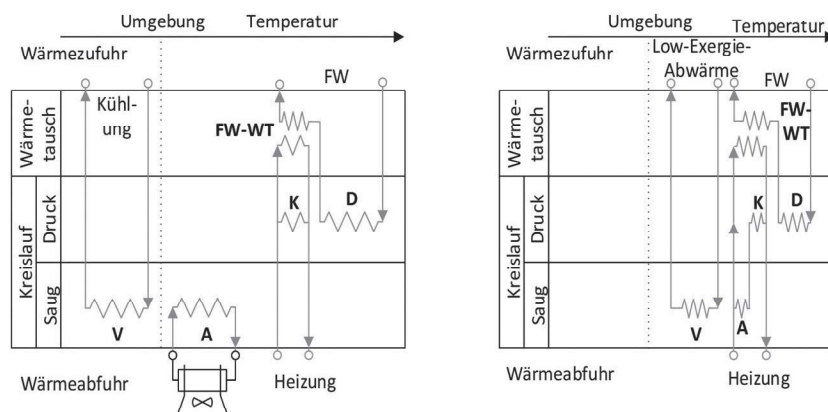 Umgebung Temperatur
Wärmezufuhr
FW
Kühl-
ung
FW-WT
Wärme-
tausch
Kreislauf
Druck
Saug
K
D
V
A
Wärmeabfuhr
Heizung
Umgebung Temperatur
Wärmezufuhr
Low-Exergie-
Abwärme
FW
FW-
WT
Wärme-
tausch
Kreislauf
Druck
Saug
K
D
V
A
Wärmeabfuhr
Heizung